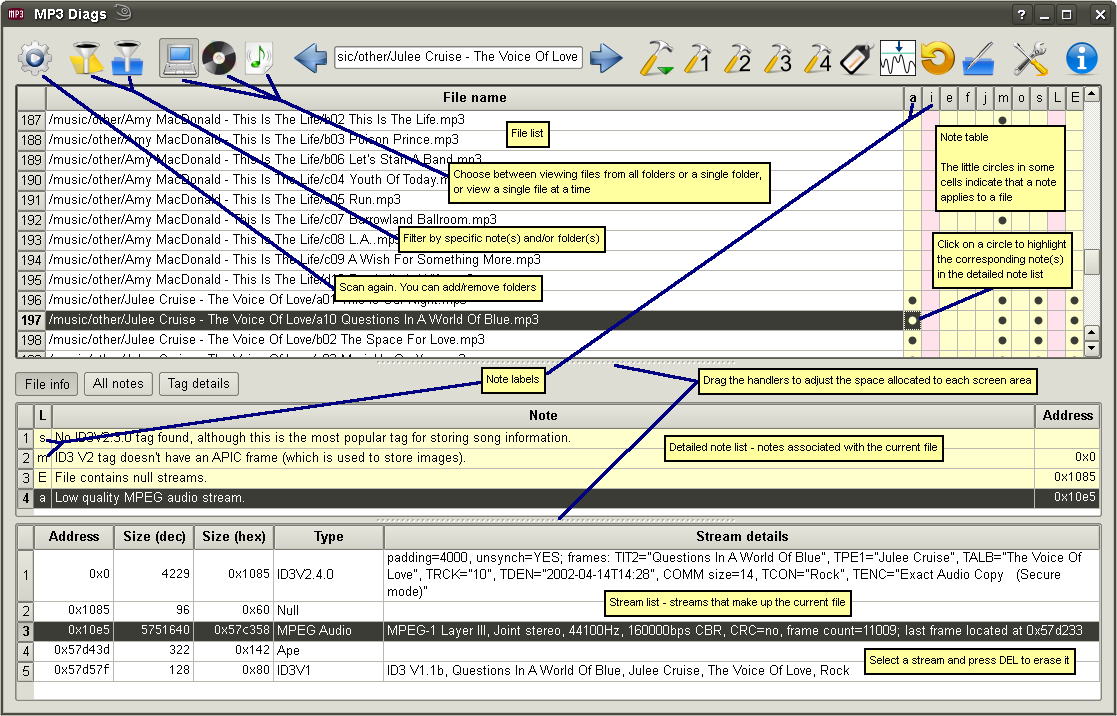 MP3 MP3 Diags
sic/other/Julee Cruise - The Voice Of Love
1 2 3 4
File name a i e f j m o s L E
187 /music/other/Amy MacDonald - This Is The Life/b02 This Is The Life.mp3
188 /music/other/Amy MacDonald - This Is The Life/b03 Poison Prince.mp3
189 /music/other/Amy MacDonald - This Is The Life/b06 Let's Start A Band.mp3
190 /music/other/Amy MacDonald - This Is The Life/c04 Youth Of Today.m
191 /music/other/Amy MacDonald - This Is The Life/c05 Run.mp3
192 /music/other/Amy MacDonald - This Is The Life/c07 Barrowland Ballroom.mp3
193 /music/other/Amy MacDonald - This Is The Life/c08 L.A..mp3
194 /music/other/Amy MacDonald - This Is The Life/c09 A Wish For Something More.mp3
195 /music/other/Amy MacDonald - This Is The Life/
196 /music/other/Julee Cruise - The Voice Of Love/a01
197 /music/other/Julee Cruise - The Voice Of Love/a10 Questions In A World Of Blue.mp3
198 /music/other/Julee Cruise - The Voice Of Love/b02 The Space For Love.mp3
File list
Note table
The little circles in some
cells indicate that a note
applies to a file
Choose between viewing files from all folders or a single folder,
or view a single file at a time
Filter by specific note(s) and/or folder(s)
Click on a circle to highlight
the corresponding note(s)
in the detailed note list
Scan again. You can add/remove folders
File info All notes Tag details
Note labels
Drag the handlers to adjust the space allocated to each screen area
L Note Address
1 s No ID3V2.3.0 tag found, although this is the most popular tag for storing song information.
2 m ID3 V2 tag doesn't have an APIC frame (which is used to store images). 0x0
3 E File contains null streams. 0x1085
4 a Low quality MPEG audio stream. 0x10e5
Detailed note list - notes associated with the current file
Address Size (dec) Size (hex) Type Stream details
1 0x0 4229 0x1085 ID3V2.4.0 padding=4000, unsynch=YES; frames: TIT2="Questions In A World Of Blue", TPE1="Julee Cruise", TALB="The Voice Of
Love", TRCK="10", TDEN="2002-04-14T14:28", COMM size=14, TCON="Rock", TENC="Exact Audio Copy (Secure
mode)"
2 0x1085 96 0x60 Null
3 0x10e5 5751640 0x57c358 MPEG Audio MPEG-1 Layer III, Joint stereo, 44100Hz, 160000bps CBR, CRC=no, frame count=11009; last frame located at 0x57d233
4 0x57d43d 322 0x142 Ape
5 0x57d57f 128 0x80 ID3V1 ID3 V1.1b, Questions In A World Of Blue, Julee Cruise, The Voice Of Love, Rock
Stream list - streams that make up the current file
Select a stream and press DEL to erase it